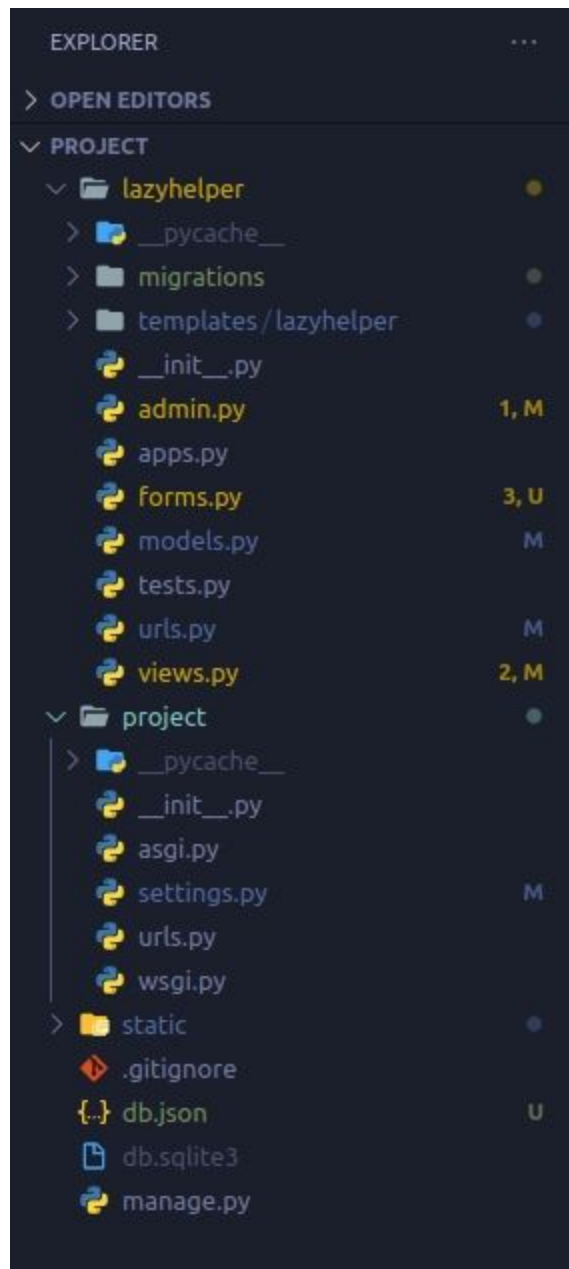 EXPLORER ...
OPEN EDITORS
PROJECT
lazyhelper
__pycache__
migrations
templates/lazyhelper
__init__.py
admin.py 1, M
apps.py
forms.py 3, U
models.py M
tests.py
urls.py M
views.py 2, M
project
__pycache__
__init__.py
asgi.py
settings.py M
urls.py
wsgi.py
static
.gitignore
{..} db.json U
db.sqlite3
manage.py